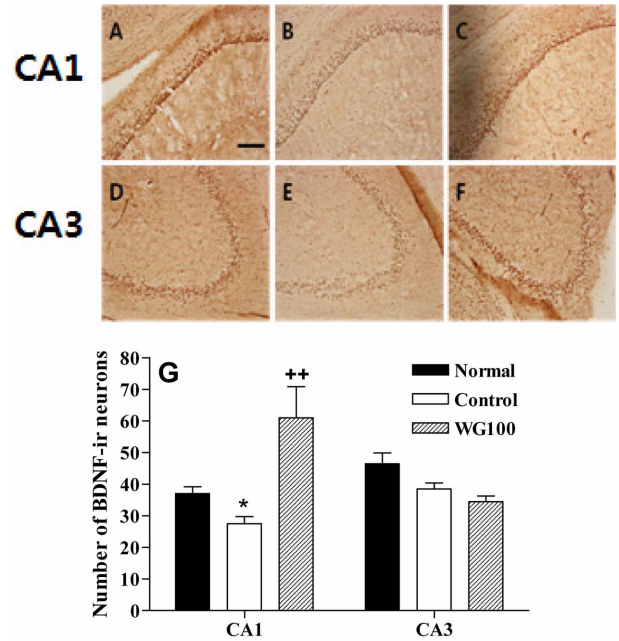 CA1
A
B
C
CA3
D
E
F
G
Number of BDNF-ir neurons
80
70
60
50
40
30
20
10
0
*
++
Normal
Control
WG100
CA1
CA3